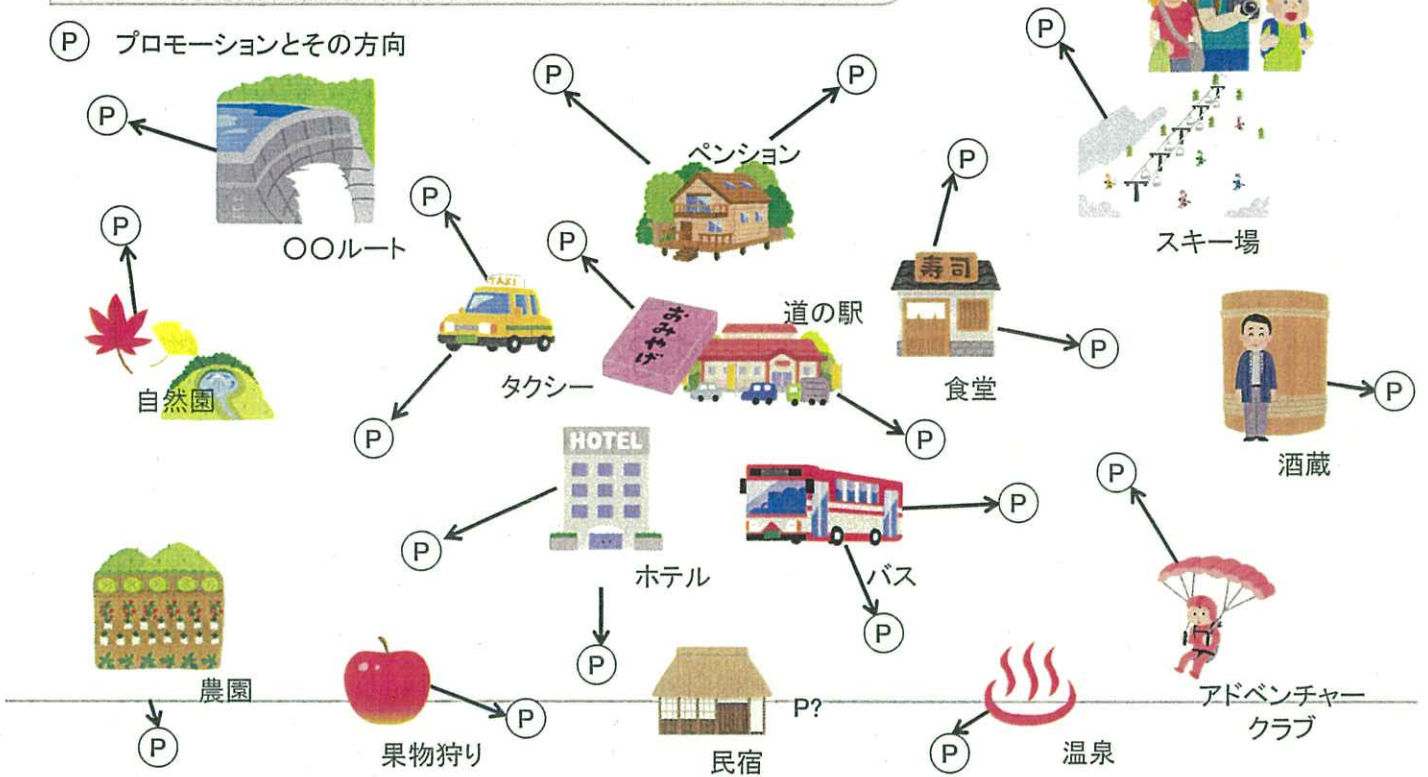 Ⓟ プロモーションとその方向
Ⓟ
Ⓟ
Ⓟ
Ⓟ
ペンション
Ⓟ
Ⓟ
Ⓟ
〇〇ルート
Ⓟ
スキー場
寿司
TAXI
おみやげ
道の駅
Ⓟ
自然園
タクシー
食堂
Ⓟ
Ⓟ
Ⓟ
HOTEL
酒蔵
Ⓟ
Ⓟ
Ⓟ
ホテル
バス
Ⓟ
Ⓟ
農園
P?
アドベンチャー
クラブ
Ⓟ
Ⓟ
果物狩り
民宿
Ⓟ
温泉